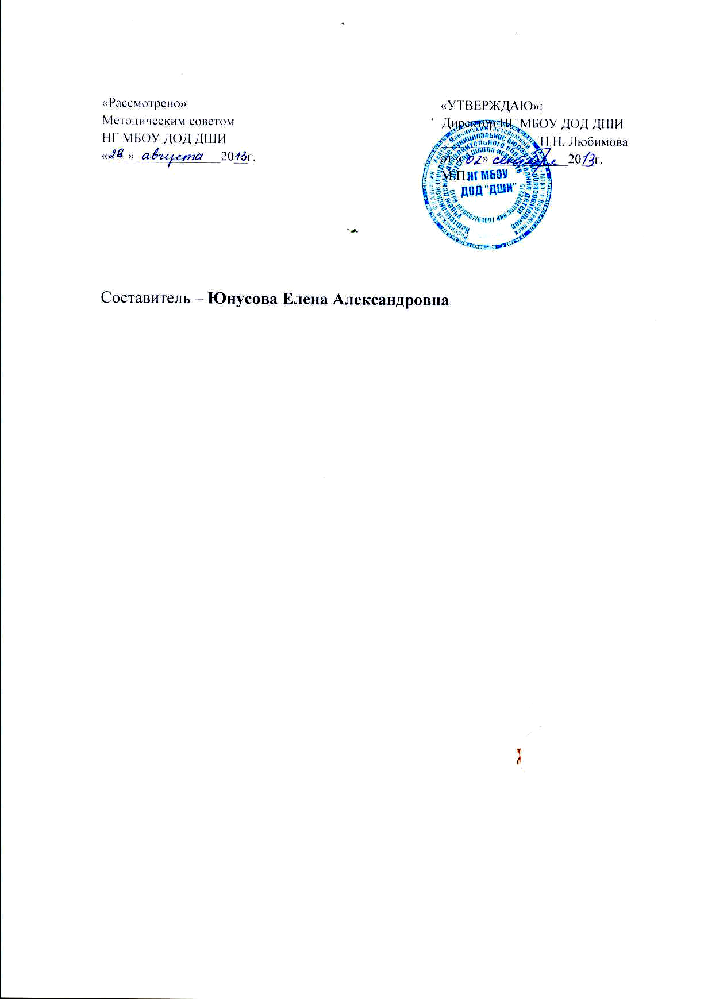 «Рассмотрено»
Методическим советом
НГ МБОУ ДОД ДШИ
«28» августа 2013г.
«УТВЕРЖДАЮ»:
Директор НГ МБОУ ДОД ДШИ
Н.Н. Любимова
от «02» сентября 2013г.
М.П.
НГ МБОУ
ДОД "ДШИ"
Составитель – Юнусова Елена Александровна